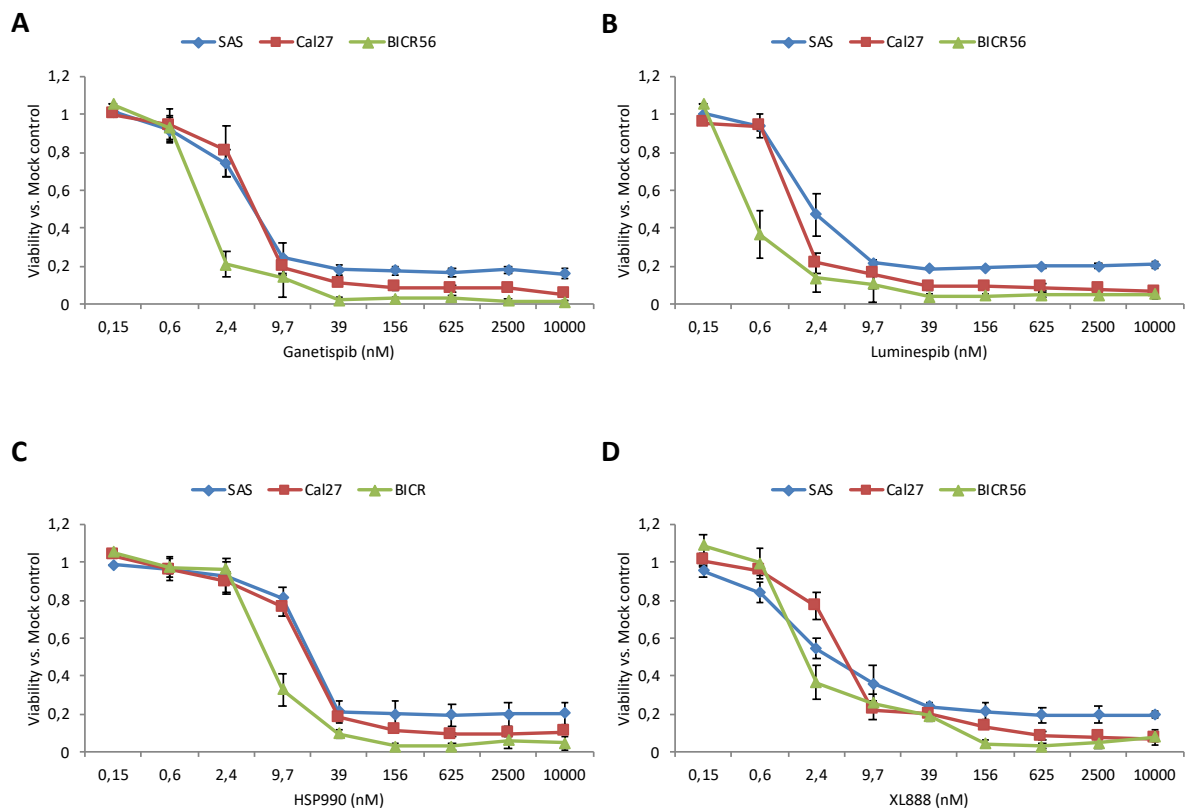 A
SAS Cal27 BICR56
Viability vs. Mock control
1,2
1
0,8
0,6
0,4
0,2
0
0,15 0,6 2,4 9,7 39 156 625 2500 10000
Ganetispib (nM)
B
SAS Cal27 BICR56
Viability vs. Mock control
1,2
1
0,8
0,6
0,4
0,2
0
0,15 0,6 2,4 9,7 39 156 625 2500 10000
Luminespib (nM)
C
SAS Cal27 BICR
Viability vs. Mock control
1,2
1
0,8
0,6
0,4
0,2
0
0,15 0,6 2,4 9,7 39 156 625 2500 10000
HSP990 (nM)
D
SAS Cal27 BICR56
Viability vs. Mock control
1,2
1
0,8
0,6
0,4
0,2
0
0,15 0,6 2,4 9,7 39 156 625 2500 10000
XL888 (nM)